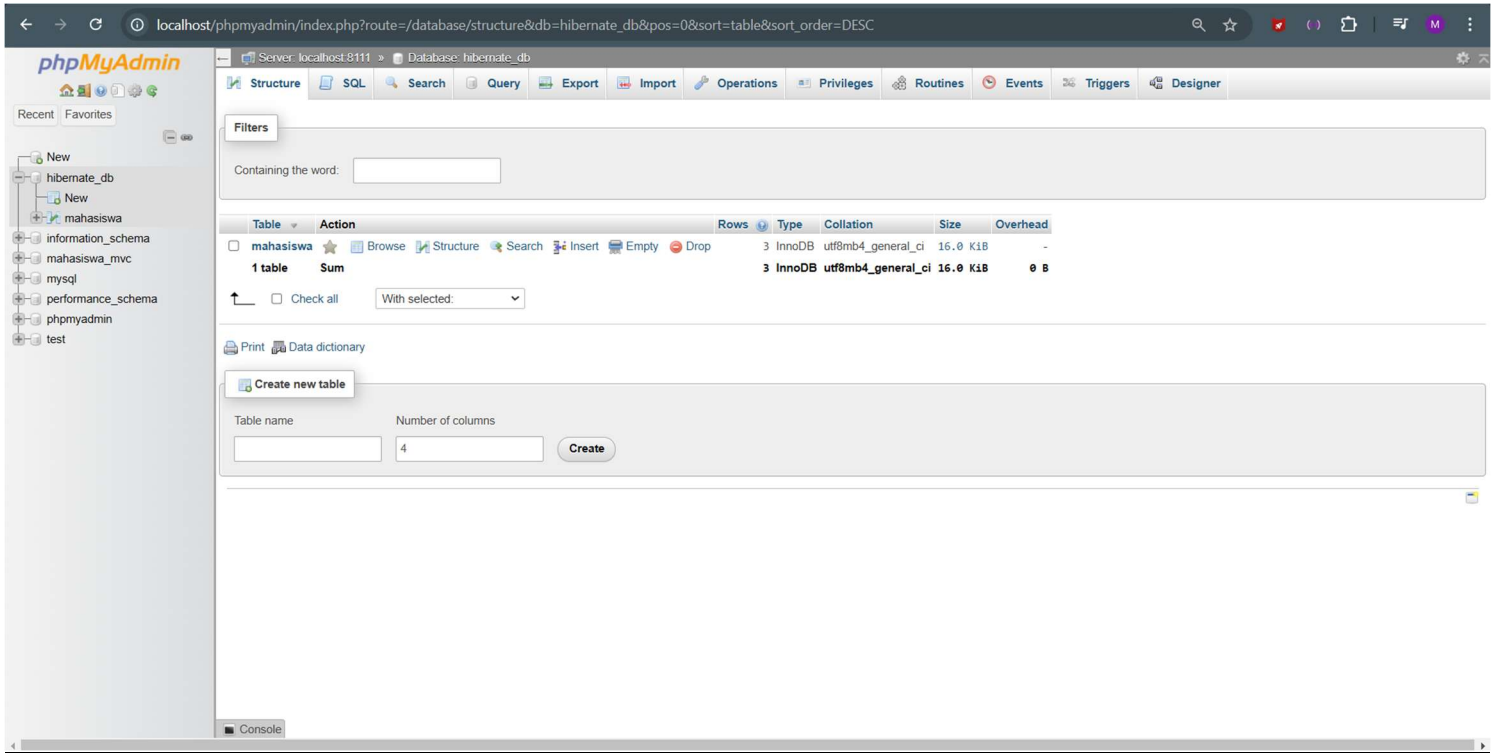 localhost/phpmyadmin/index.php?route=/database/structure&db=hibernate_db&pos=0&sort=table&sort_order=DESC
M
phpMyAdmin
Recent Favorites
New
hibernate_db
New
mahasiswa
information_schema
mahasiswa_mvc
mysql
performance_schema
phpmyadmin
test
Server: localhost:8111 » Database: hibernate_db
Structure SQL Search Query Export Import Operations Privileges Routines Events Triggers Designer
Filters
Containing the word:
Table Action Rows Type Collation Size Overhead
mahasiswa Browse Structure Search Insert Empty Drop 3 InnoDB utf8mb4_general_ci 16.0 KiB -
1 table Sum 3 InnoDB utf8mb4_general_ci 16.0 KiB 0 B
Check all With selected:
Print Data dictionary
Create new table
Table name Number of columns
4 Create
Console